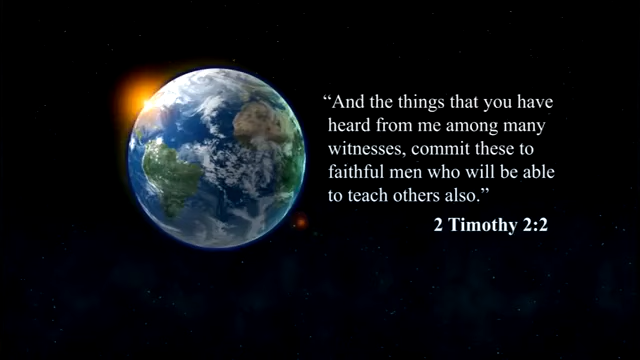 “And the things that you have
heard from me among many
witnesses, commit these to
faithful men who will be able
to teach others also.”
2 Timothy 2:2